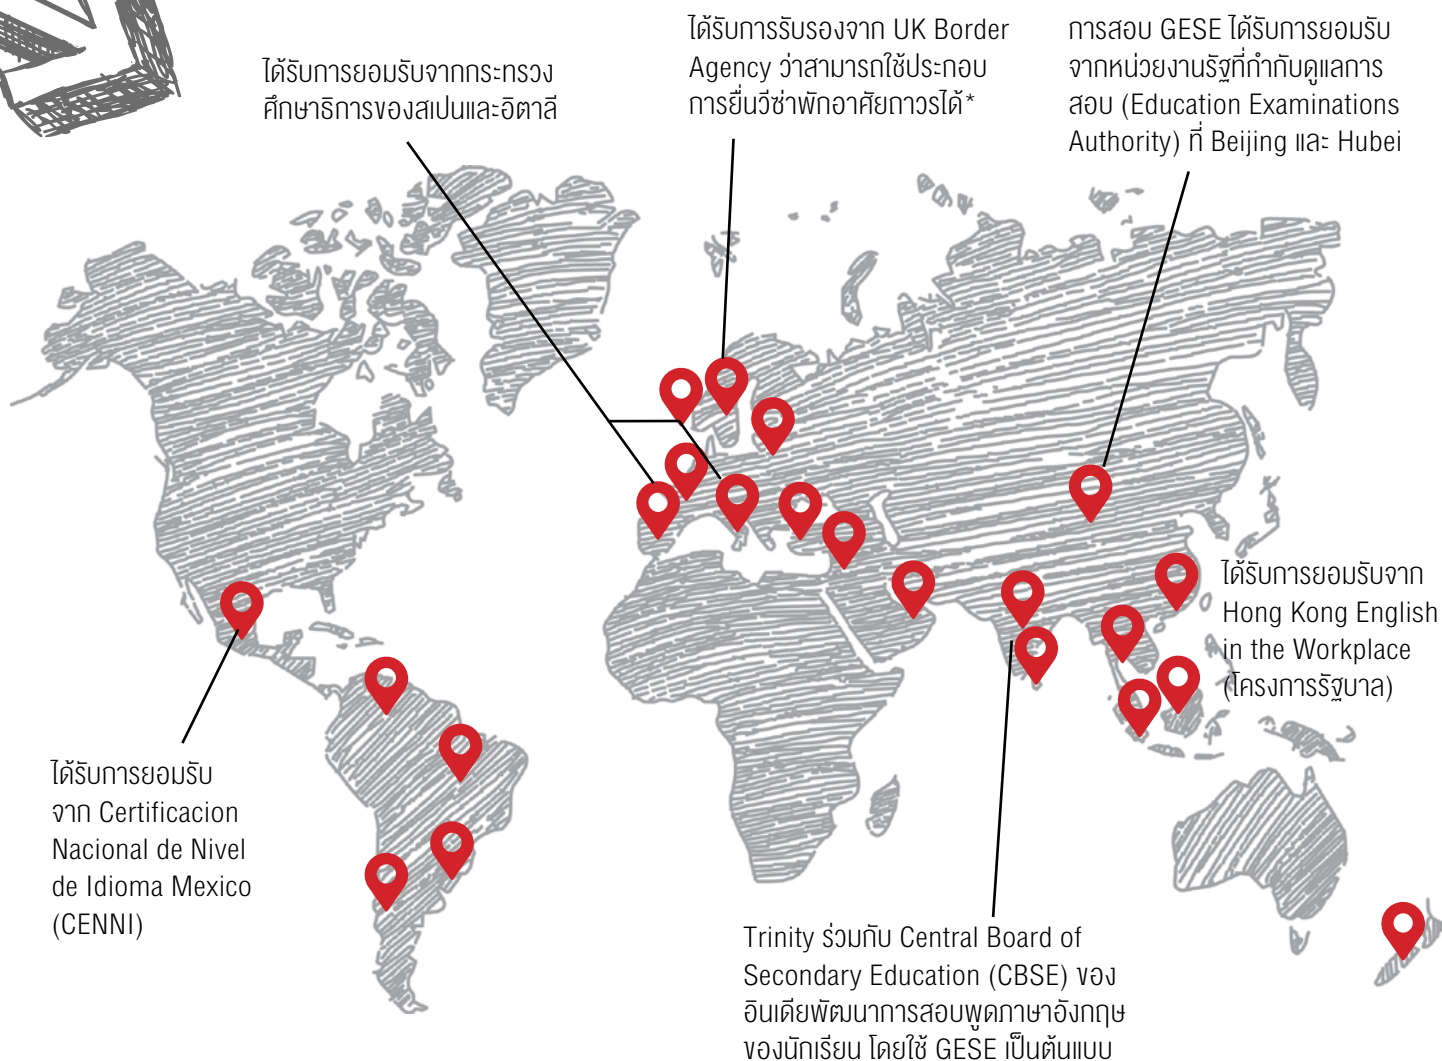 ได้รับการยอมรับจากกระทรวง
ศึกษาธิการของสเปนและอิตาลี
ได้รับการรับรองจาก UK Border
Agency ว่าสามารถใช้ประกอบ
การยื่นวีซ่าพักอาศัยถาวรได้*
การสอบ GESE ได้รับการยอมรับ
จากหน่วยงานรัฐที่กำกับดูแลการ
สอบ (Education Examinations
Authority) ที่ Beijing และ Hubei
ได้รับการยอมรับจาก
Hong Kong English
in the Workplace
(โครงการรัฐบาล)
ได้รับการยอมรับ
จาก Certificacion
Nacional de Nivel
de Idioma Mexico
(CENNI)
Trinity ร่วมกับ Central Board of
Secondary Education (CBSE) ของ
อินเดียพัฒนาการสอบพูดภาษาอังกฤษ
ของนักเรียน โดยใช้ GESE เป็นต้นแบบ